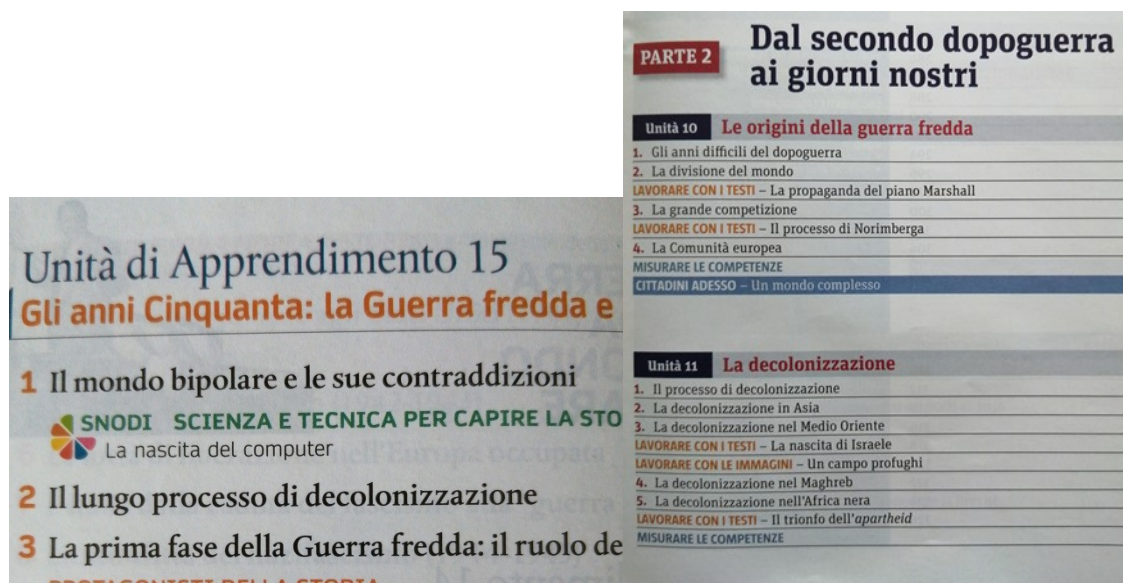 Unità di Apprendimento 15
Gli anni Cinquanta: la Guerra fredda e
1 Il mondo bipolare e le sue contraddizioni
SNODI SCIENZA E TECNICA PER CAPIRE LA STO
La nascita del computer
2 Il lungo processo di decolonizzazione
3 La prima fase della Guerra fredda: il ruolo de
PROTAGONISTI DELLA STORIA
PARTE 2
Dal secondo dopoguerra
ai giorni nostri
Unità 10 Le origini della guerra fredda
1. Gli anni difficili del dopoguerra
2. La divisione del mondo
LAVORARE CON I TESTI – La propaganda del piano Marshall
3. La grande competizione
LAVORARE CON I TESTI – Il processo di Norimberga
4. La Comunità europea
MISURARE LE COMPETENZE
CITTADINI ADESSO – Un mondo complesso
Unità 11 La decolonizzazione
1. Il processo di decolonizzazione
2. La decolonizzazione in Asia
3. La decolonizzazione nel Medio Oriente
LAVORARE CON I TESTI – La nascita di Israele
LAVORARE CON LE IMMAGINI – Un campo profughi
4. La decolonizzazione nel Maghreb
5. La decolonizzazione nell'Africa nera
LAVORARE CON I TESTI – Il trionfo dell'apartheid
MISURARE LE COMPETENZE